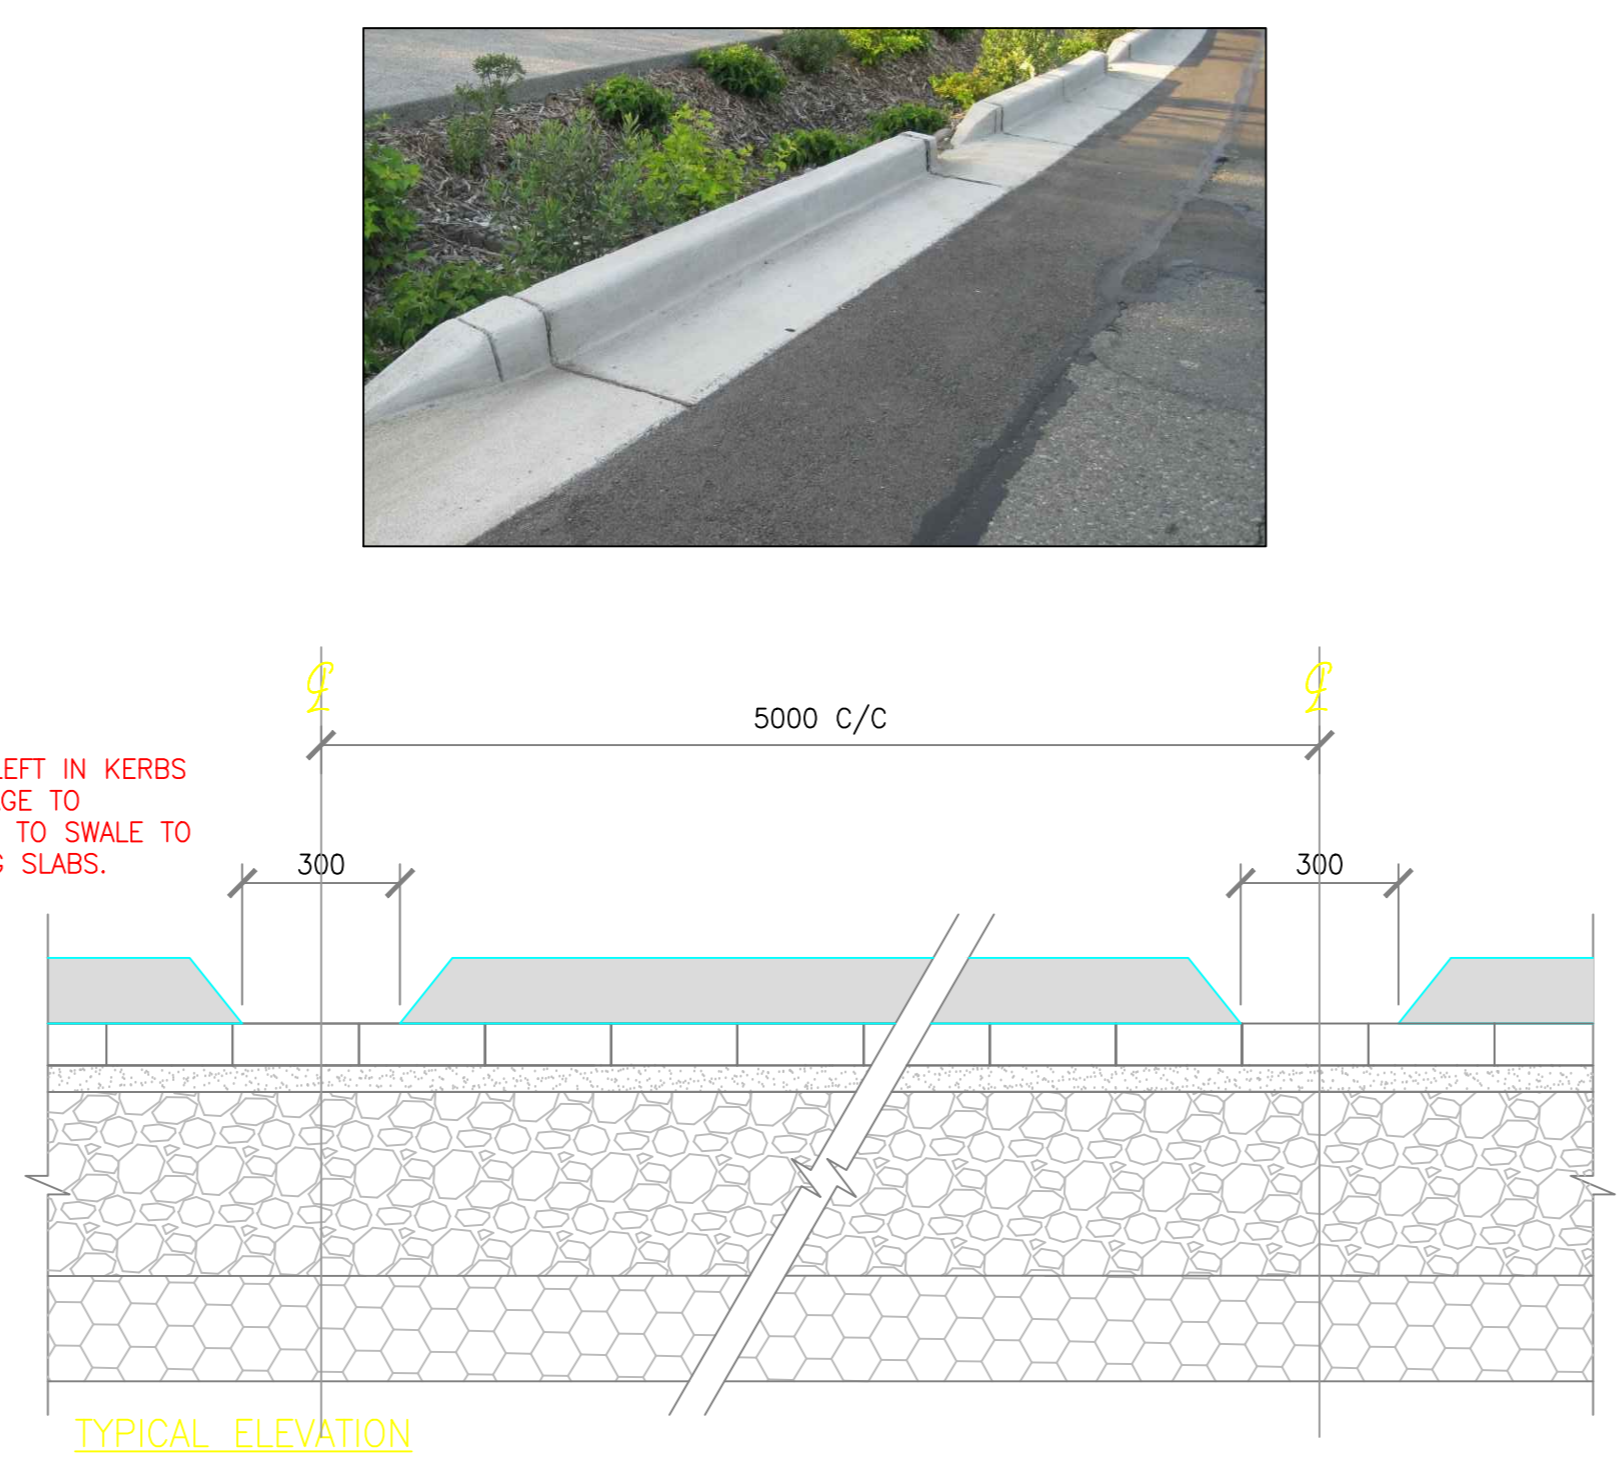 ℄ ℄
5000 C/C
LEFT IN KERBS
GE TO
TO SWALE TO
SLABS.
300 300
TYPICAL ELEVATION